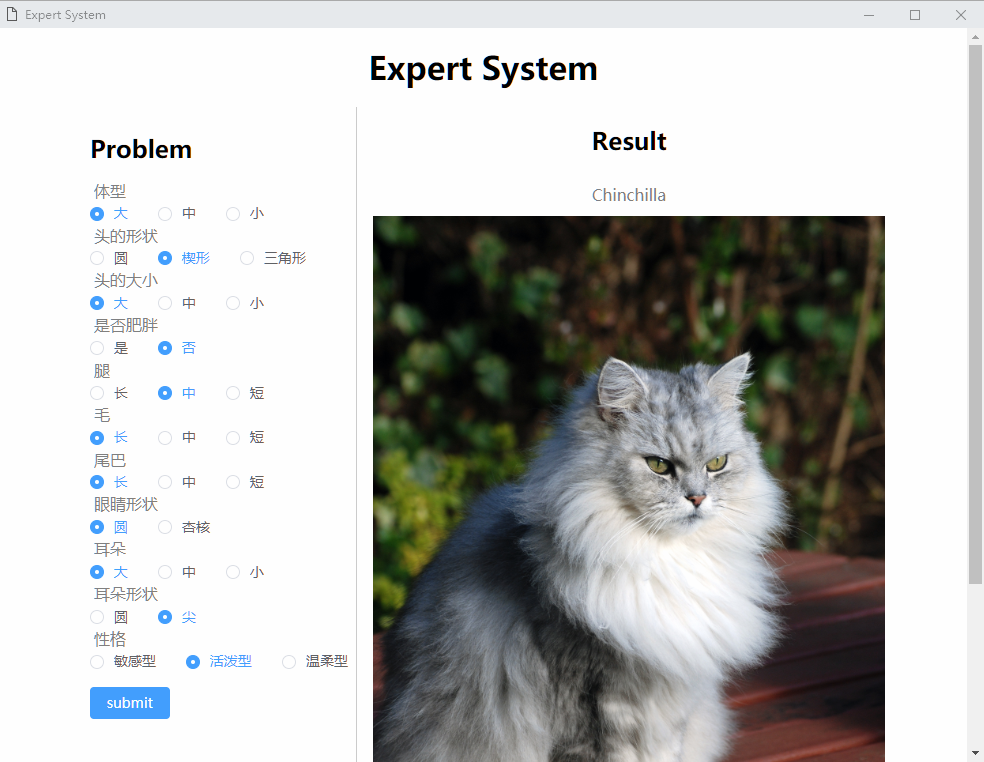 Expert System
Expert System
Problem
体型
大 中 小
头的形状
圆 楔形 三角形
头的大小
大 中 小
是否肥胖
是 否
腿
长 中 短
毛
长 中 短
尾巴
长 中 短
眼睛形状
圆 杏核
耳朵
大 中 小
耳朵形状
圆 尖
性格
敏感型 活泼型 温柔型
submit
Result
Chinchilla